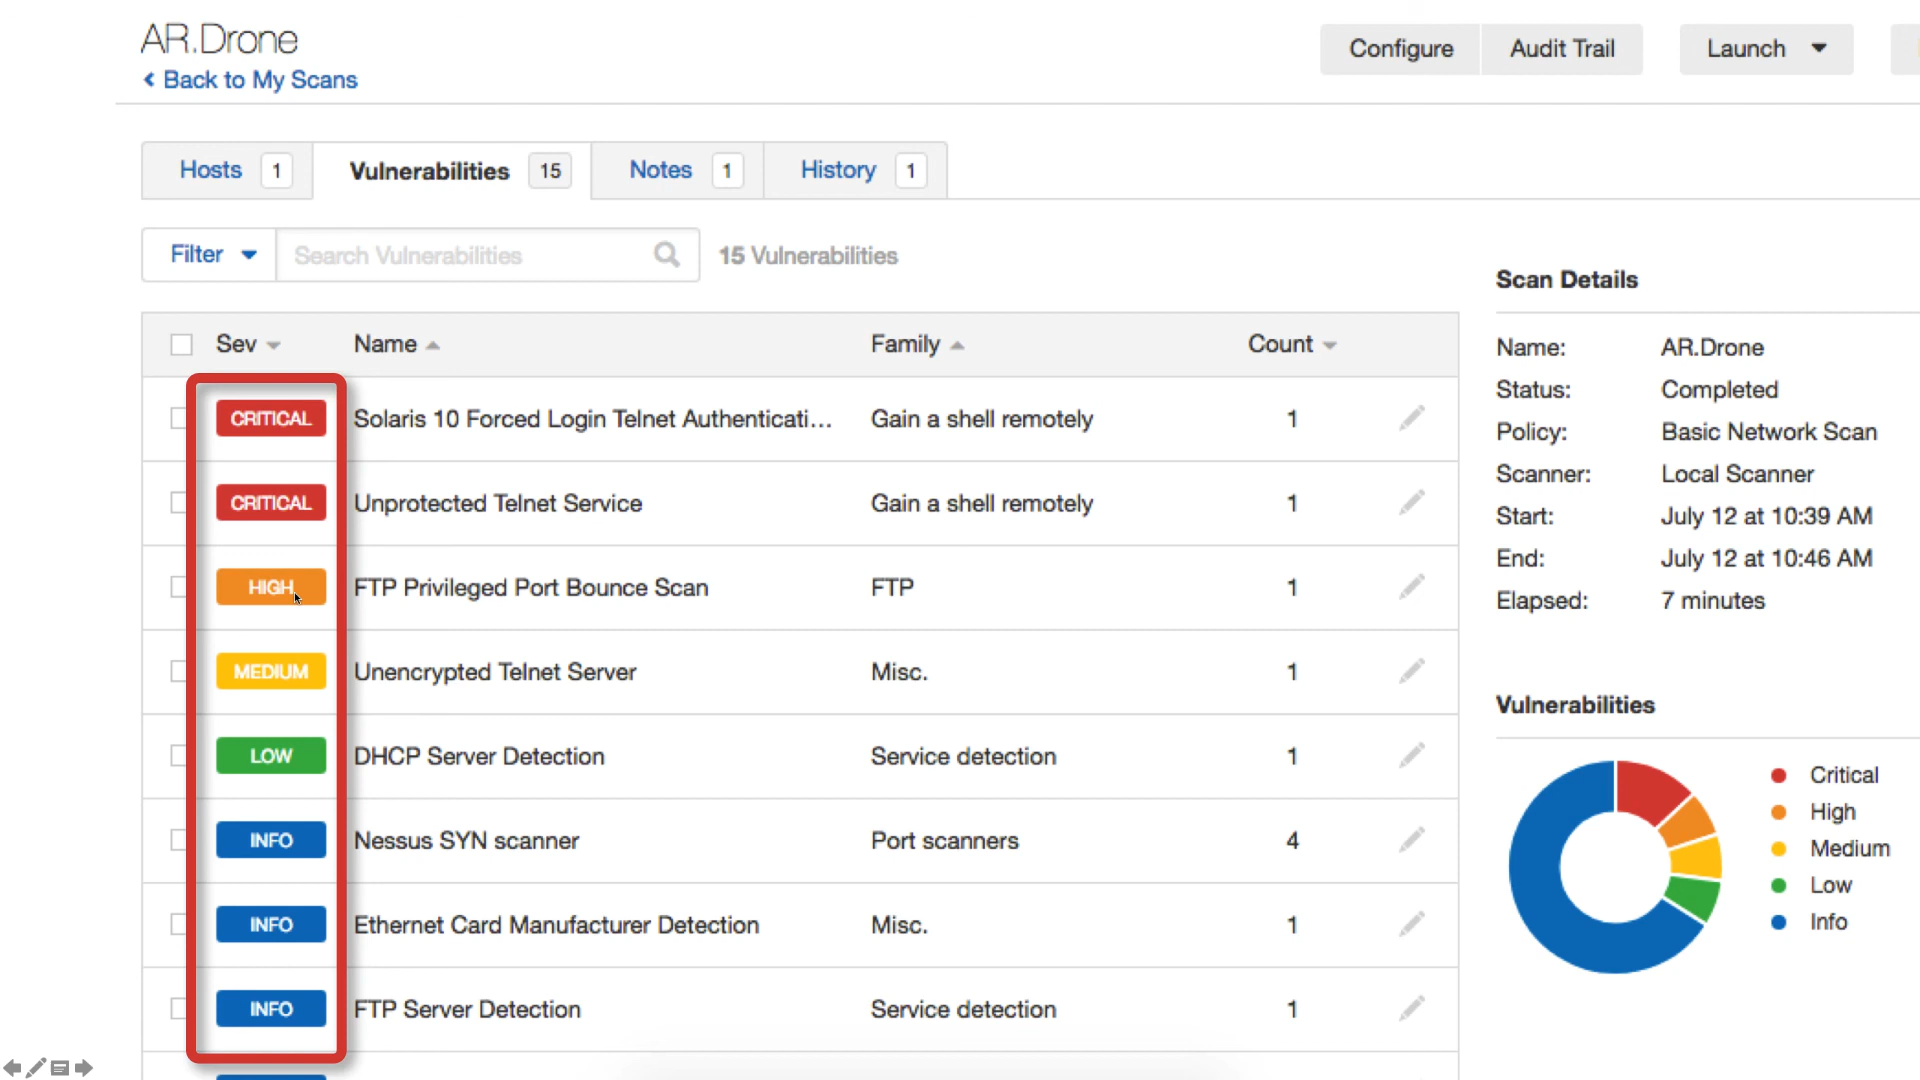 AR.Drone
Back to My Scans
Configure Audit Trail Launch
Hosts 1 Vulnerabilities 15 Notes 1 History 1
Filter Search Vulnerabilities 15 Vulnerabilities
Sev Name Family Count
CRITICAL Solaris 10 Forced Login Telnet Authenticati... Gain a shell remotely 1
CRITICAL Unprotected Telnet Service Gain a shell remotely 1
HIGH FTP Privileged Port Bounce Scan FTP 1
MEDIUM Unencrypted Telnet Server Misc. 1
LOW DHCP Server Detection Service detection 1
INFO Nessus SYN scanner Port scanners 4
INFO Ethernet Card Manufacturer Detection Misc. 1
INFO FTP Server Detection Service detection 1
Scan Details
Name: AR.Drone
Status: Completed
Policy: Basic Network Scan
Scanner: Local Scanner
Start: July 12 at 10:39 AM
End: July 12 at 10:46 AM
Elapsed: 7 minutes
Vulnerabilities
Critical
High
Medium
Low
Info